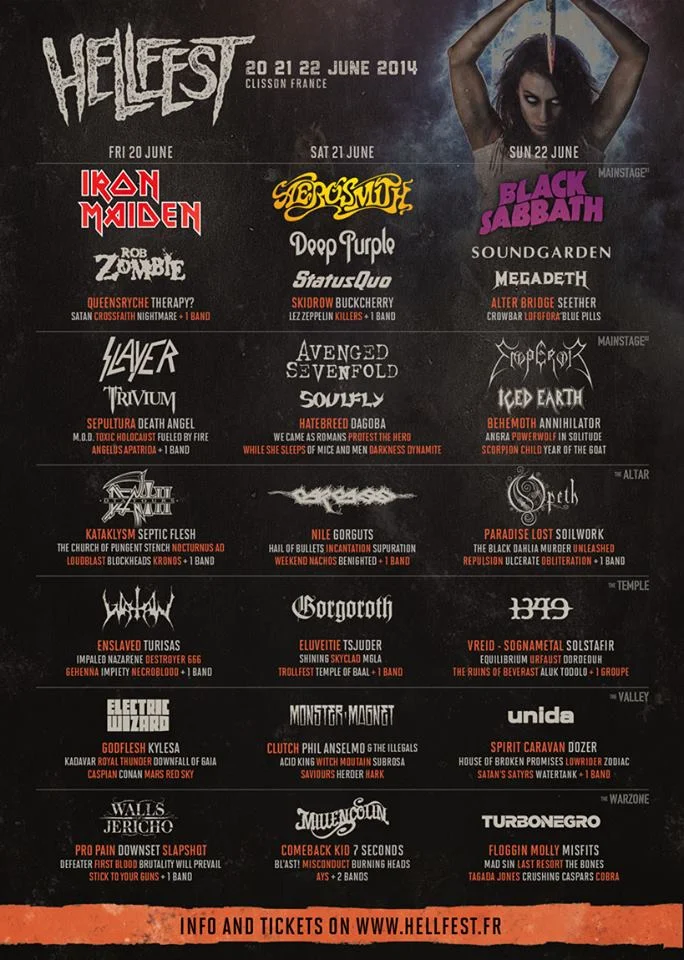 HELLFEST
20 21 22 JUNE 2014
CLISSON FRANCE
FRI 20 JUNE
SAT 21 JUNE
SUN 22 JUNE
MAINSTAGE 01
IRON MAIDEN
ROB ZOMBIE
QUEENSRYCHE THERAPY?
SATAN CROSSFAITH NIGHTMARE + 1 BAND
AEROSMITH
Deep Purple
StatusQuo
SKIDROW BUCKCHERRY
LEZ ZEPPELIN KILLERS + 1 BAND
BLACK SABBATH
SOUNDGARDEN
MEGADETH
ALTER BRIDGE SEETHER
CROWBAR LOFOFORA BLUE PILLS
MAINSTAGE 02
SLAYER
TRIVIUM
SEPULTURA DEATH ANGEL
M.O.D. TOXIC HOLOCAUST FUELED BY FIRE
ANGELUS APATRIDA + 1 BAND
AVENGED SEVENFOLD
SOULFLY
HATEBREED DAGOBA
WE CAME AS ROMANS PROTEST THE HERO
WHILE SHE SLEEPS OF MICE AND MEN DARKNESS DYNAMITE
EMPEROR
ICED EARTH
BEHEMOTH ANNIHILATOR
ANGRA POWERWOLF IN SOLITUDE
SCORPION CHILD YEAR OF THE GOAT
THE ALTAR
DEATH
DTA TOURS
KATAKLYSM SEPTIC FLESH
THE CHURCH OF PUNGENT STENCH NOCTURNUS AD
LOUDBLAST BLOCKHEADS KRONOS + 1 BAND
CARCASS
NILE GORGUTS
HAIL OF BULLETS INCANTATION SUPURATION
WEEKEND NACHOS BENIGHTED + 1 BAND
Opeth
PARADISE LOST SOILWORK
THE BLACK DAHLIA MURDER UNLEASHED
REPULSION ULCERATE OBLITERATION + 1 BAND
THE TEMPLE
WATAIN
ENSLAVED TURISAS
IMPALED NAZARENE DESTROYER 666
GEHENNA IMPIETY NECROBLOOD + 1 BAND
Gorgoroth
ELUVEITIE TSJUDER
SHINING SKYCLAD MGLA
TROLLFEST TEMPLE OF BAAL + 1 BAND
1349
VREID - SOGNAMETAL SOLSTAFIR
EQUILIBRIUM URFAUST DORDEDUH
THE RUINS OF BEVERAST ALUK TODOLO + 1 GROUPE
THE VALLEY
ELECTRIC WIZARD
GODFLESH KYLESA
KADAVAR ROYAL THUNDER DOWNFALL OF GAIA
CASPIAN CONAN MARS RED SKY
MONSTER MAGNET
CLUTCH PHIL ANSELMO & THE ILLEGALS
ACID KING WITCH MOUTAIN SUBROSA
SAVIOURS HERDER HARK
unida
SPIRIT CARAVAN DOZER
HOUSE OF BROKEN PROMISES LOWRIDER ZODIAC
SATAN'S SATYRS WATERTANK + 1 BAND
THE WARZONE
WALLS OF JERICHO
PRO PAIN DOWNSET SLAPSHOT
DEFEATER FIRST BLOOD BRUTALITY WILL PREVAIL
STICK TO YOUR GUNS + 1 BAND
MILLENCOLIN
COMEBACK KID 7 SECONDS
BL'AST! MISCONDUCT BURNING HEADS
AYS + 2 BANDS
TURBONEGRO
FLOGGIN MOLLY MISFITS
MAD SIN LAST RESORT THE BONES
TAGADA JONES CRUSHING CASPARS COBRA
INFO AND TICKETS ON WWW.HELLFEST.FR